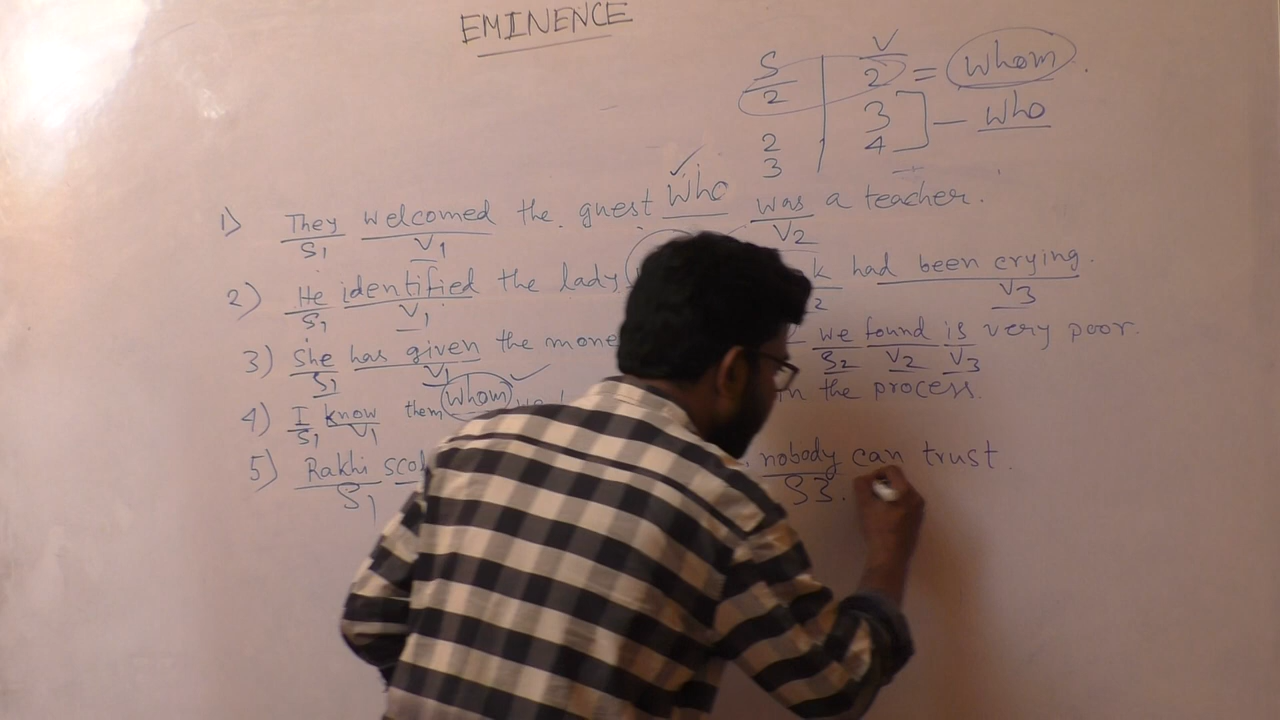 EMINENCE
S V
2 2 = whom.
2 3 - who
3 4
1) They welcomed the guest who was a teacher.
S1 V1 V2
2) He identified the lady had been crying.
S1 V1 2 V3
3) She has given the mone we found is very poor.
S1 V1 S2 V2 V3
4) I know them whom in the process.
S1 V1
5) Rakhi nobody can trust.
S1 S3.